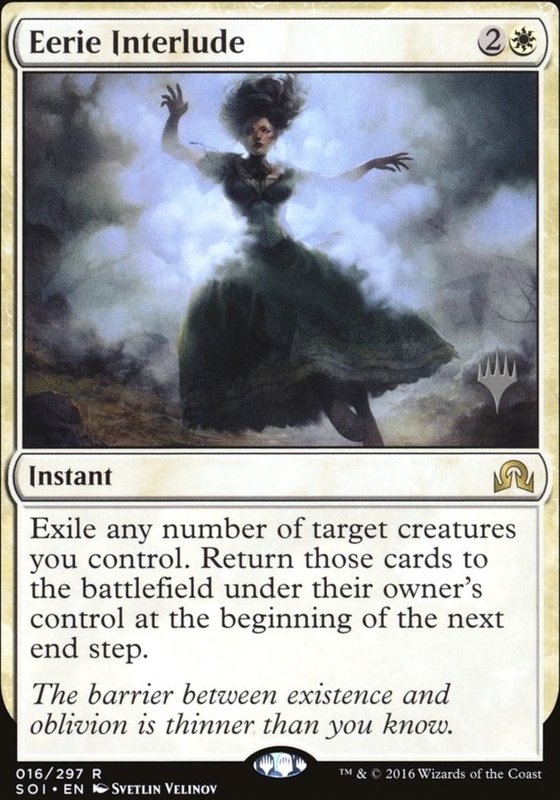 Eerie Interlude 2
Instant
Exile any number of target creatures
you control. Return those cards to
the battlefield under their owner's
control at the beginning of the next
end step.
The barrier between existence and
oblivion is thinner than you know.
016/297 R
SOI • EN Svetlin Velinov
™ & © 2016 Wizards of the Coast